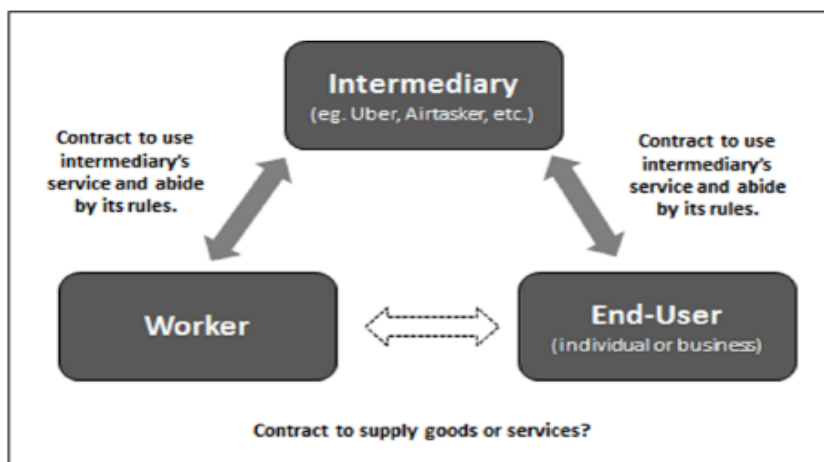 Intermediary
(eg. Uber, Airtasker, etc.)
Contract to use
intermediary's
service and abide
by its rules.
Contract to use
intermediary's
service and abide
by its rules.
Worker
End-User
(individual or business)
Contract to supply goods or services?